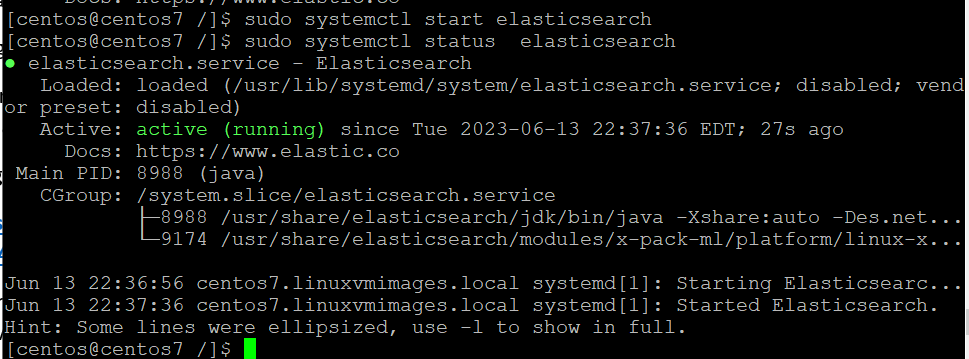 Docs: https://www.elastic.co
[centos@centos7 /]$ sudo systemctl start elasticsearch
[centos@centos7 /]$ sudo systemctl status  elasticsearch
● elasticsearch.service - Elasticsearch
   Loaded: loaded (/usr/lib/systemd/system/elasticsearch.service; disabled; vend
or preset: disabled)
   Active: active (running) since Tue 2023-06-13 22:37:36 EDT; 27s ago
     Docs: https://www.elastic.co
 Main PID: 8988 (java)
   CGroup: /system.slice/elasticsearch.service
           ├─8988 /usr/share/elasticsearch/jdk/bin/java -Xshare:auto -Des.net...
           └─9174 /usr/share/elasticsearch/modules/x-pack-ml/platform/linux-x...
Jun 13 22:36:56 centos7.linuxvmimages.local systemd[1]: Starting Elasticsearc...
Jun 13 22:37:36 centos7.linuxvmimages.local systemd[1]: Started Elasticsearch.
Hint: Some lines were ellipsized, use -l to show in full.
[centos@centos7 /]$